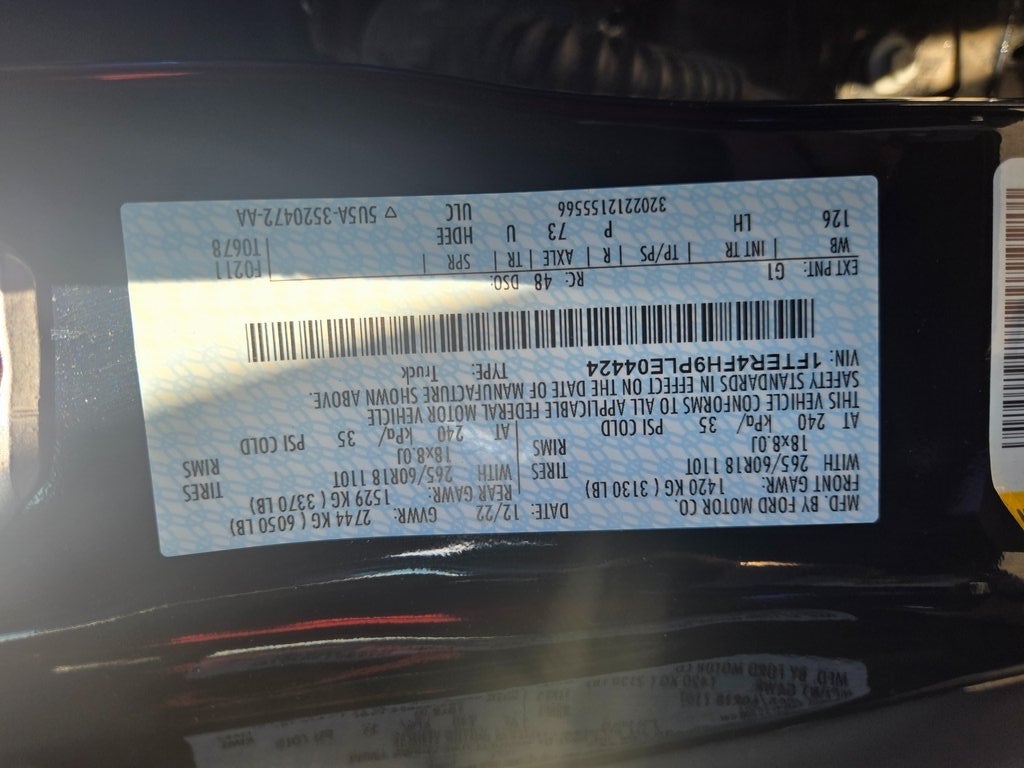 MFD. BY FORD MOTOR CO.
DATE: 12/22 GVWR: 2744 KG ( 6050 LB)
FRONT GAWR: 1420 KG ( 3130 LB) REAR GAWR: 1529 KG ( 3370 LB)
WITH 265/60R18 110T TIRES WITH 265/60R18 110T TIRES
18x8.0J RIMS 18x8.0J RIMS
AT 240 kPa/ 35 PSI COLD AT 240 kPa/ 35 PSI COLD
THIS VEHICLE CONFORMS TO ALL APPLICABLE FEDERAL MOTOR VEHICLE
SAFETY STANDARDS IN EFFECT ON THE DATE OF MANUFACTURE SHOWN ABOVE.
VIN: 1FTER4FH9PLE04424 TYPE: Truck
EXT PNT: G1 RC: 48 DSO: F0211
WB | INT TR | TP/PS | R | AXLE | TR | SPR | T0678
126 LH P 73 U HDEE
3202212155566 ULC ▽ 5U5A-3520472-AA